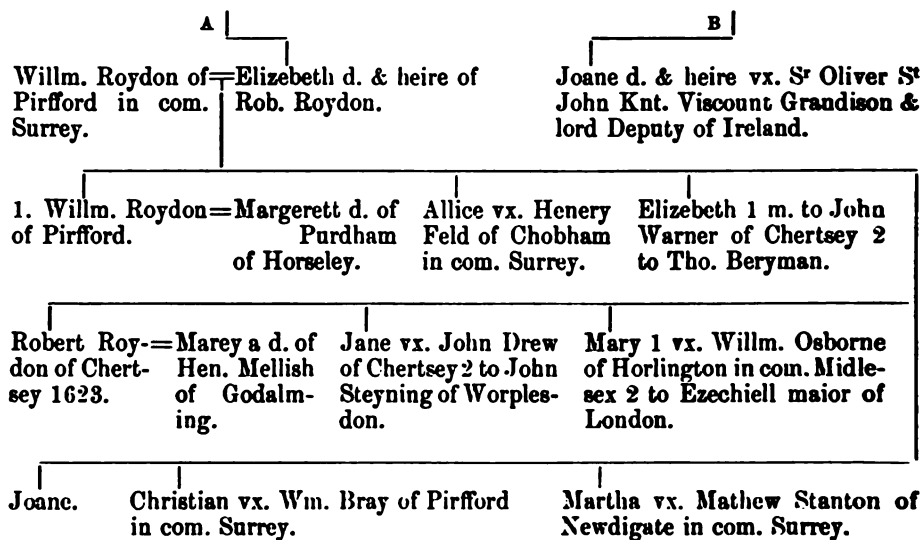 A B
Willm. Roydon of=Elizebeth d. & heire of
Pirfford in com. Rob. Roydon.
Surrey.
Joane d. & heire vx. Sr Oliver St
John Knt. Viscount Grandison &
lord Deputy of Ireland.
1. Willm. Roydon=Margerett d. of
of Pirfford. Purdham
of Horseley.
Allice vx. Henery
Feld of Chobham
in com. Surrey.
Elizebeth 1 m. to John
Warner of Chertsey 2
to Tho. Beryman.
Robert Roy-=Marey a d. of
don of Chert- Hen. Mellish
sey 1623. of Godalm-
ing.
Jane vx. John Drew
of Chertsey 2 to John
Steyning of Worples-
don.
Mary 1 vx. Willm. Osborne
of Horlington in com. Midle-
sex 2 to Ezechiell maior of
London.
Joane.
Christian vx. Wm. Bray of Pirfford
in com. Surrey.
Martha vx. Mathew Stanton of
Newdigate in com. Surrey.